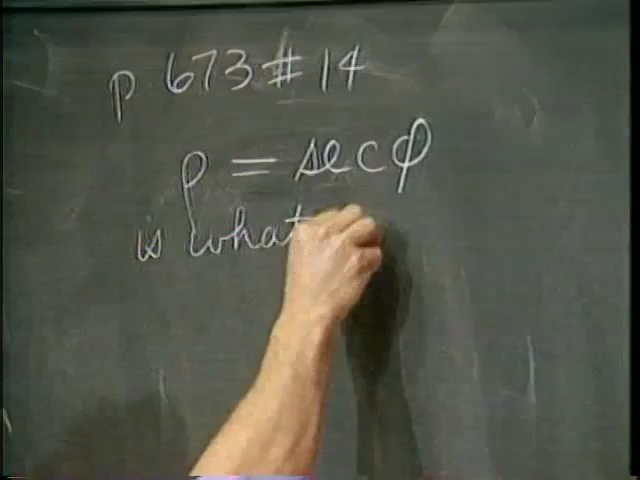 p 673 # 14
ρ = sec φ
is what